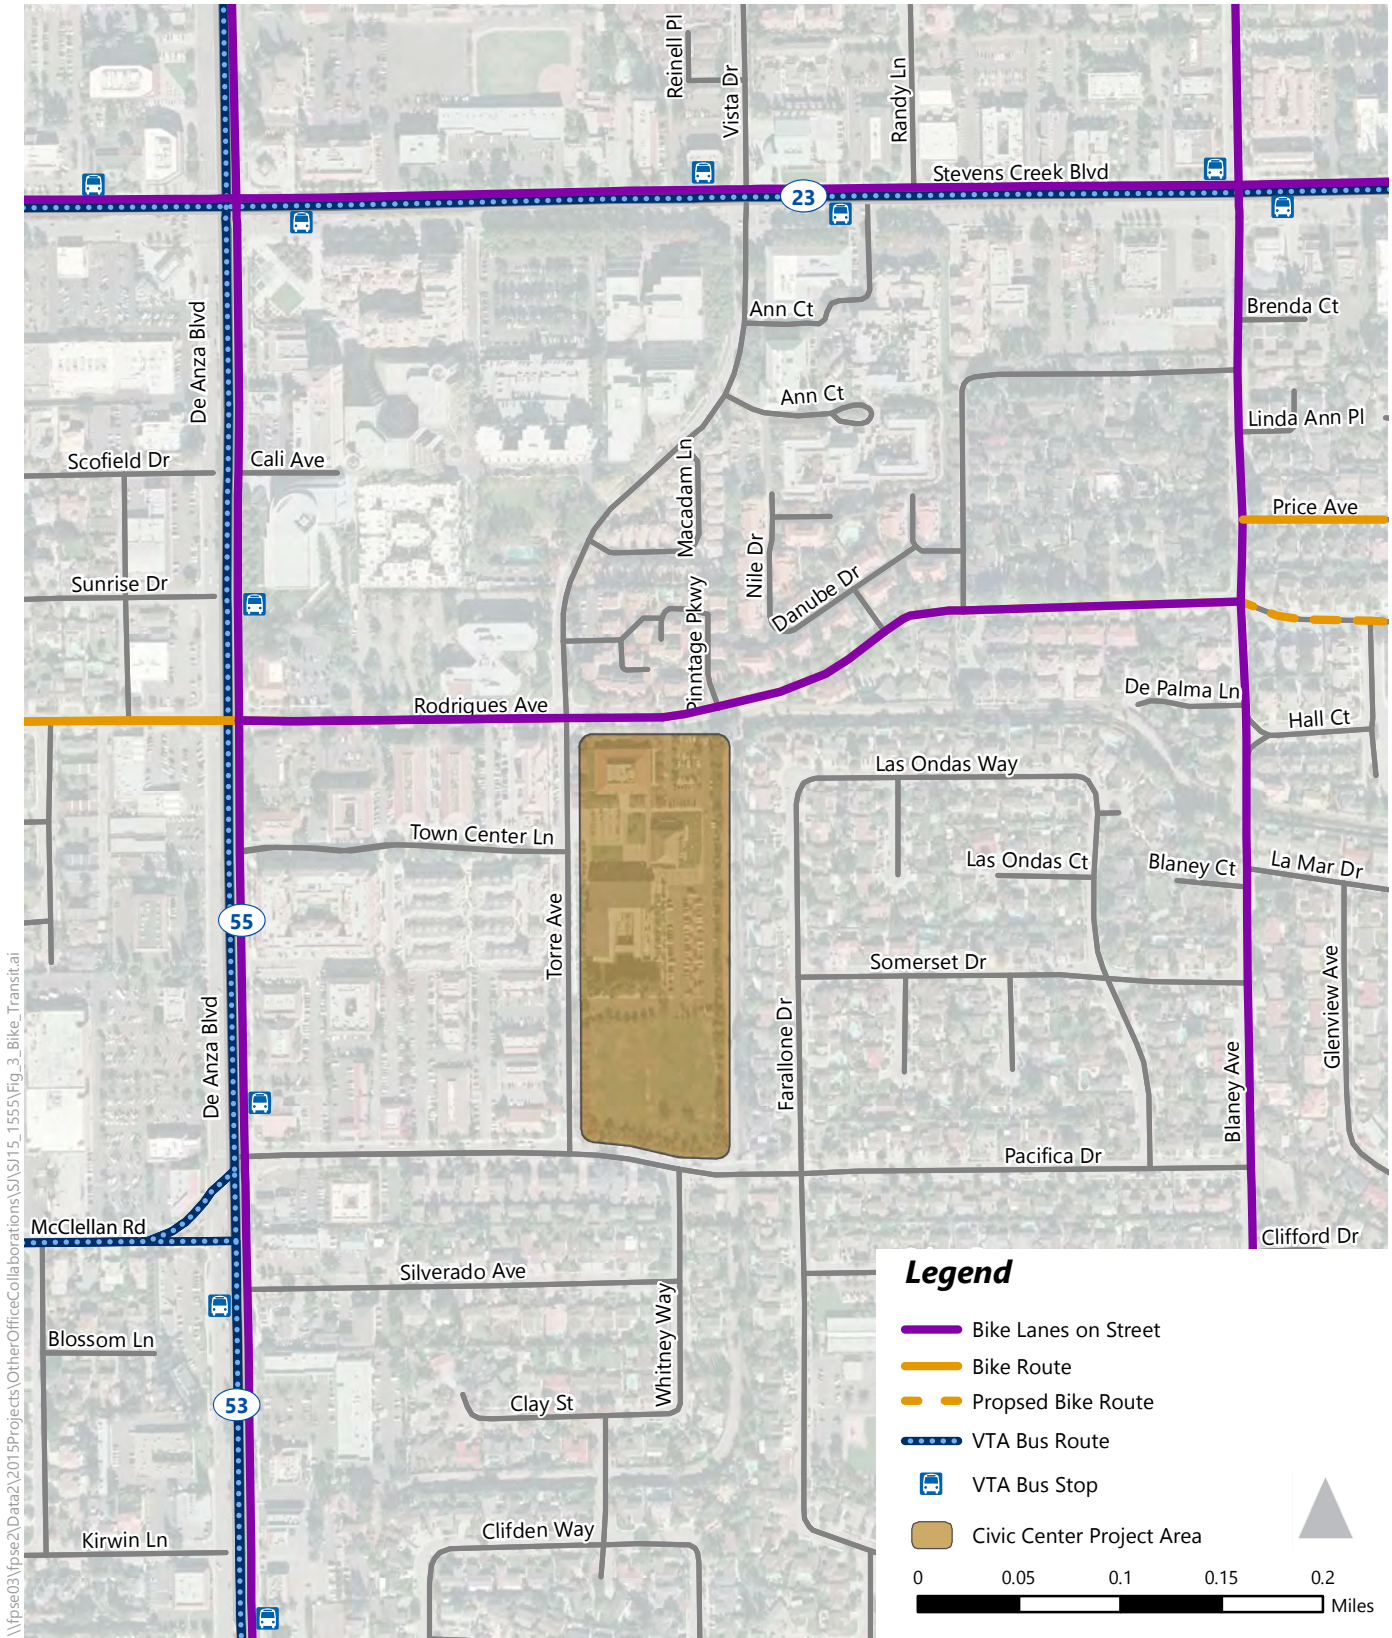 Reinell Pl
Vista Dr
Randy Ln
Stevens Creek Blvd
23
De Anza Blvd
Ann Ct
Brenda Ct
Ann Ct
Linda Ann Pl
Scofield Dr
Cali Ave
Macadam Ln
Price Ave
Nile Dr
Sunrise Dr
Danube Dr
Pinntage Pkwy
Rodriques Ave
De Palma Ln
Hall Ct
Las Ondas Way
Town Center Ln
Las Ondas Ct
Blaney Ct
La Mar Dr
55
Torre Ave
Somerset Dr
Glenview Ave
De Anza Blvd
Farallone Dr
Blaney Ave
Pacifica Dr
McClellan Rd
Clifford Dr
Silverado Ave
Whitney Way
Blossom Ln
53
Clay St
Clifden Way
Kirwin Ln
Legend
Bike Lanes on Street
Bike Route
Propsed Bike Route
VTA Bus Route
VTA Bus Stop
Civic Center Project Area
0 0.05 0.1 0.15 0.2
Miles
\\fpse03\fpse2\Data2\2015Projects\OtherOfficeCollaborations\SJ\SJ15_1555\Fig_3_Bike_Transit.ai